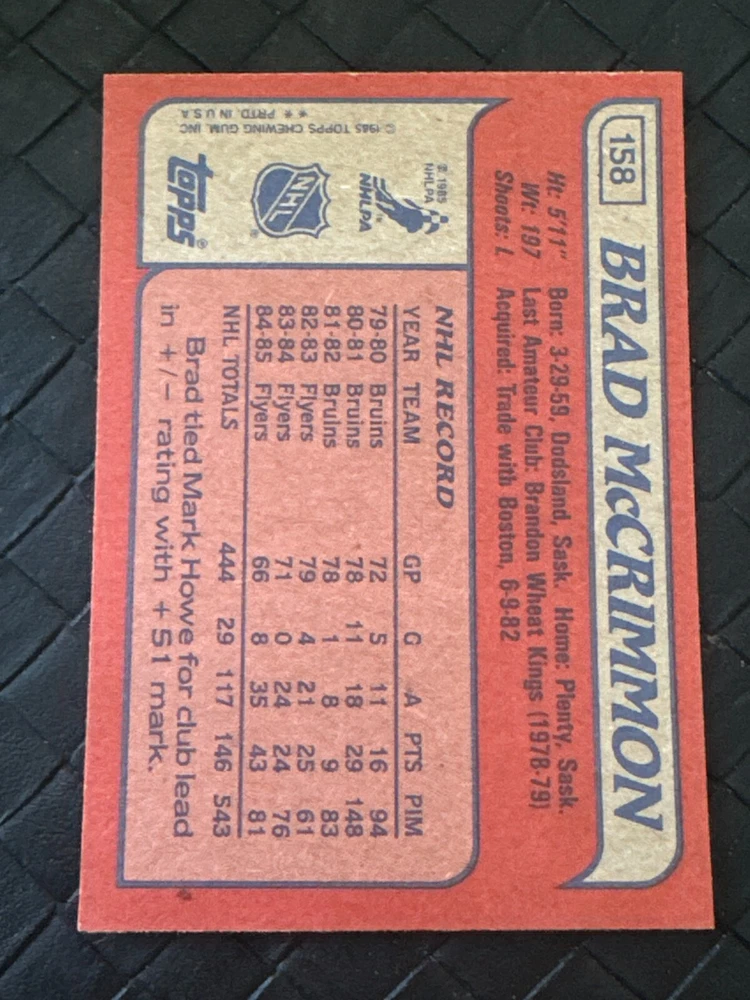 158 BRAD McCRIMMON
Ht: 5'11" Born: 3-29-59, Dodsland, Sask. Home: Plenty, Sask.
Wt: 197 Last Amateur Club: Brandon Wheat Kings (1978-79)
Shoots: L Acquired: Trade with Boston, 6-9-82
NHL RECORD
YEAR TEAM GP G A PTS PIM
79-80 Bruins 72 5 11 16 94
80-81 Bruins 78 11 18 29 148
81-82 Bruins 78 1 8 9 83
82-83 Flyers 79 4 21 25 61
83-84 Flyers 71 0 24 24 76
84-85 Flyers 66 8 35 43 81
NHL TOTALS 444 29 117 146 543
Brad tied Mark Howe for club lead
in +/- rating with +51 mark.
℗ 1985
NHLPA
NHLPA
TM
NHL
®
topps®
© 1985 TOPPS CHEWING GUM, INC
* * PRTD. IN U.S.A